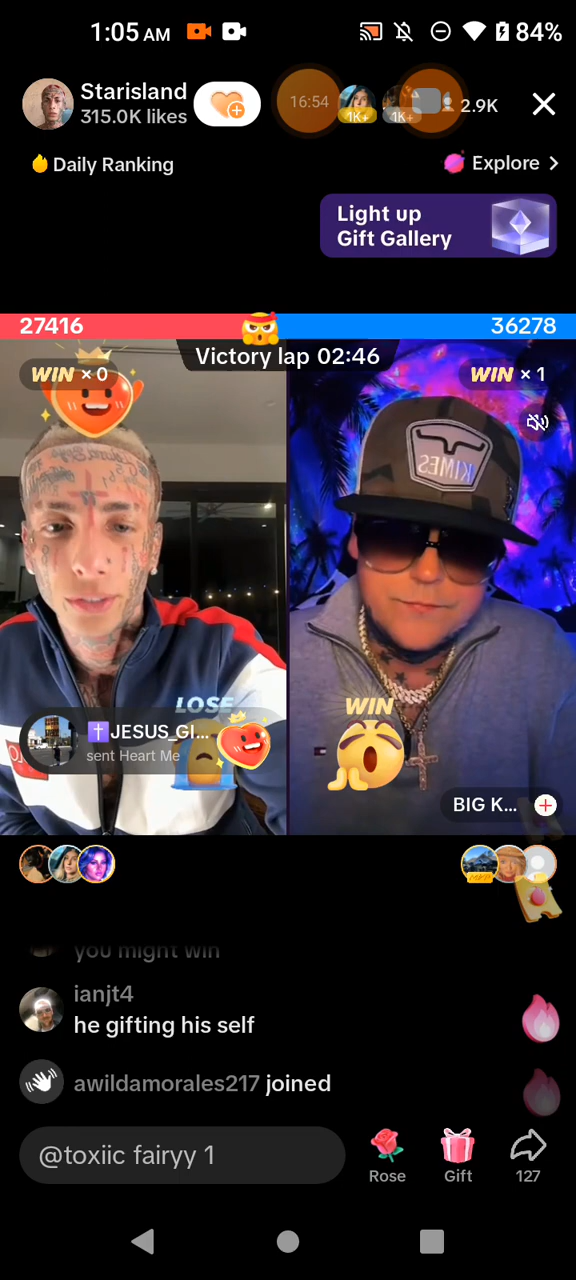 1:05 AM
84%
Starisland
315.0K likes
16:54
1K+
1K+
2.9K
Daily Ranking
Explore
Light up
Gift Gallery
27416
36278
Victory lap 02:46
WIN × 0
WIN × 1
KIMES
LOSE
WIN
JESUS_GI...
sent Heart Me
BIG K...
you might win
ianjt4
he gifting his self
awildamorales217 joined
@toxiic fairyy 1
Rose
Gift
127